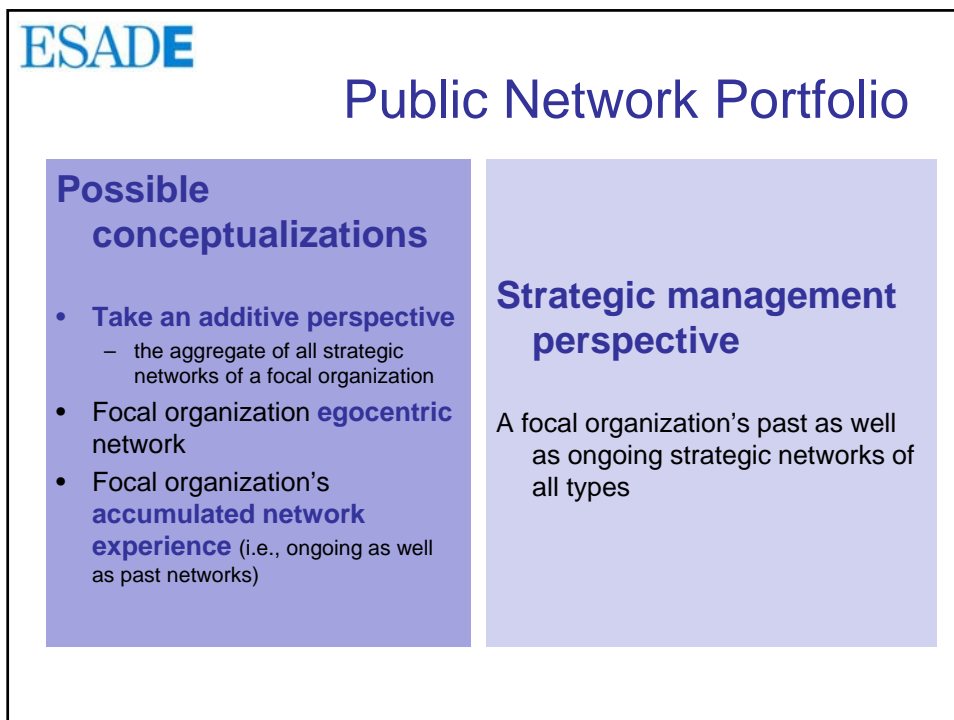 ESADE
Public Network Portfolio
Possible
conceptualizations
• Take an additive perspective
– the aggregate of all strategic
networks of a focal organization
• Focal organization egocentric
network
• Focal organization’s
accumulated network
experience (i.e., ongoing as well
as past networks)
Strategic management
perspective
A focal organization’s past as well
as ongoing strategic networks of
all types